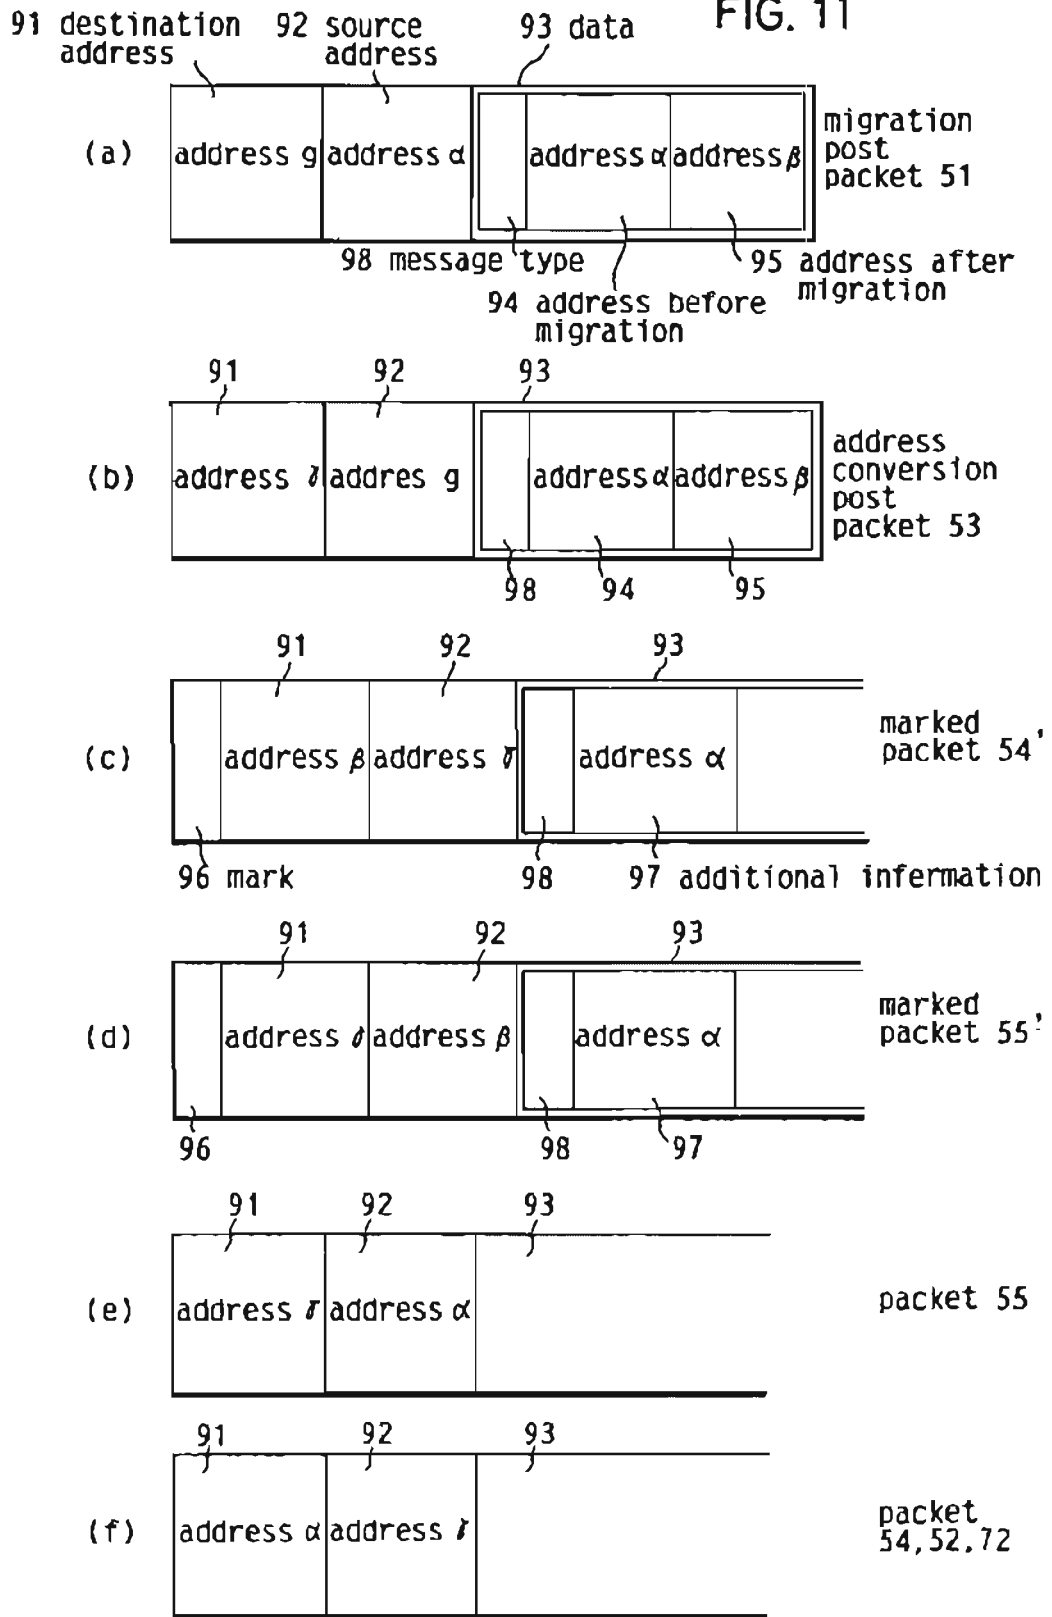 FIG. 11
91 destination address
92 source address
93 data
(a)
address g
address α
address α
address β
migration post packet 51
98 message type
94 address before migration
95 address after migration
91
92
93
(b)
address γ
addres g
address α
address β
address conversion post packet 53
98
94
95
91
92
93
(c)
address β
address γ
address α
marked packet 54'
96 mark
98
97 additional infermation
91
92
93
(d)
address γ
address β
address α
marked packet 55'
96
98
97
91
92
93
(e)
address γ
address α
packet 55
91
92
93
(f)
address α
address γ
packet 54,52,72